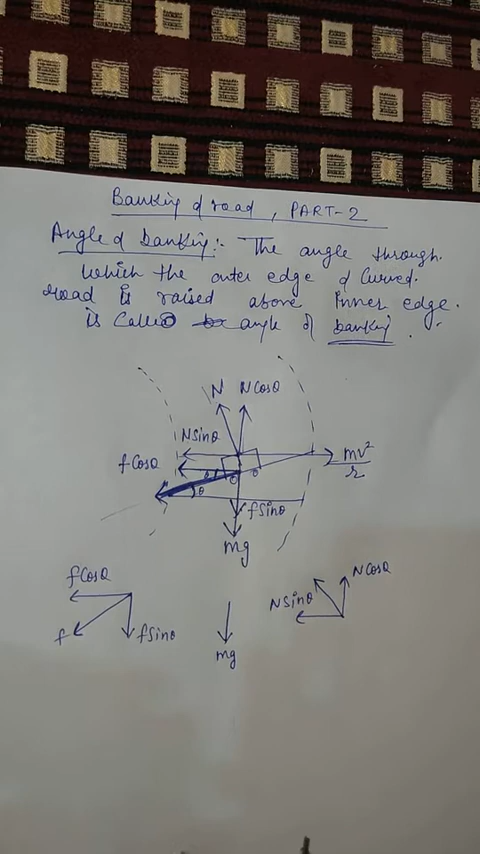 Banking of road, PART-2
Angle of banking:- The angle through
which the outer edge of curved
road is raised above inner edge.
is called angle of banking.
N
N cosθ
N sinθ
mv²/r
f cosθ
θ
θ
f sinθ
mg
f cosθ
f
f sinθ
mg
N sinθ
N cosθ